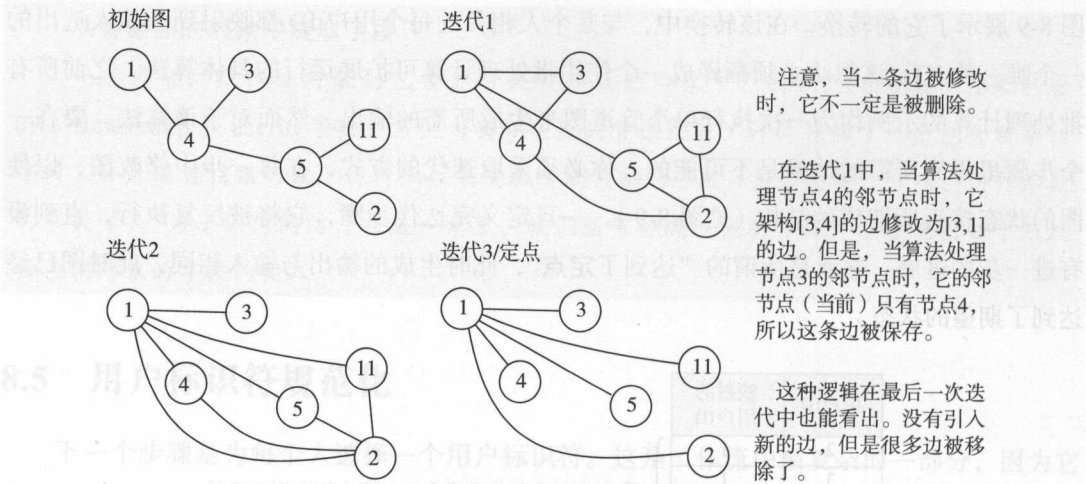 初始图
1
3
4
11
5
2
迭代1
1
3
4
11
5
2
迭代2
1
3
4
11
5
2
迭代3/定点
1
3
4
11
5
2
注意，当一条边被修改
时，它不一定是被删除。
在迭代1中，当算法处
理节点4的邻节点时，它
架构[3,4]的边修改为[3,1]
的边。但是，当算法处理
节点3的邻节点时，它的邻
节点（当前）只有节点4，
所以这条边被保存。
这种逻辑在最后一次迭
代中也能看出。没有引入
新的边，但是很多边被移
除了。